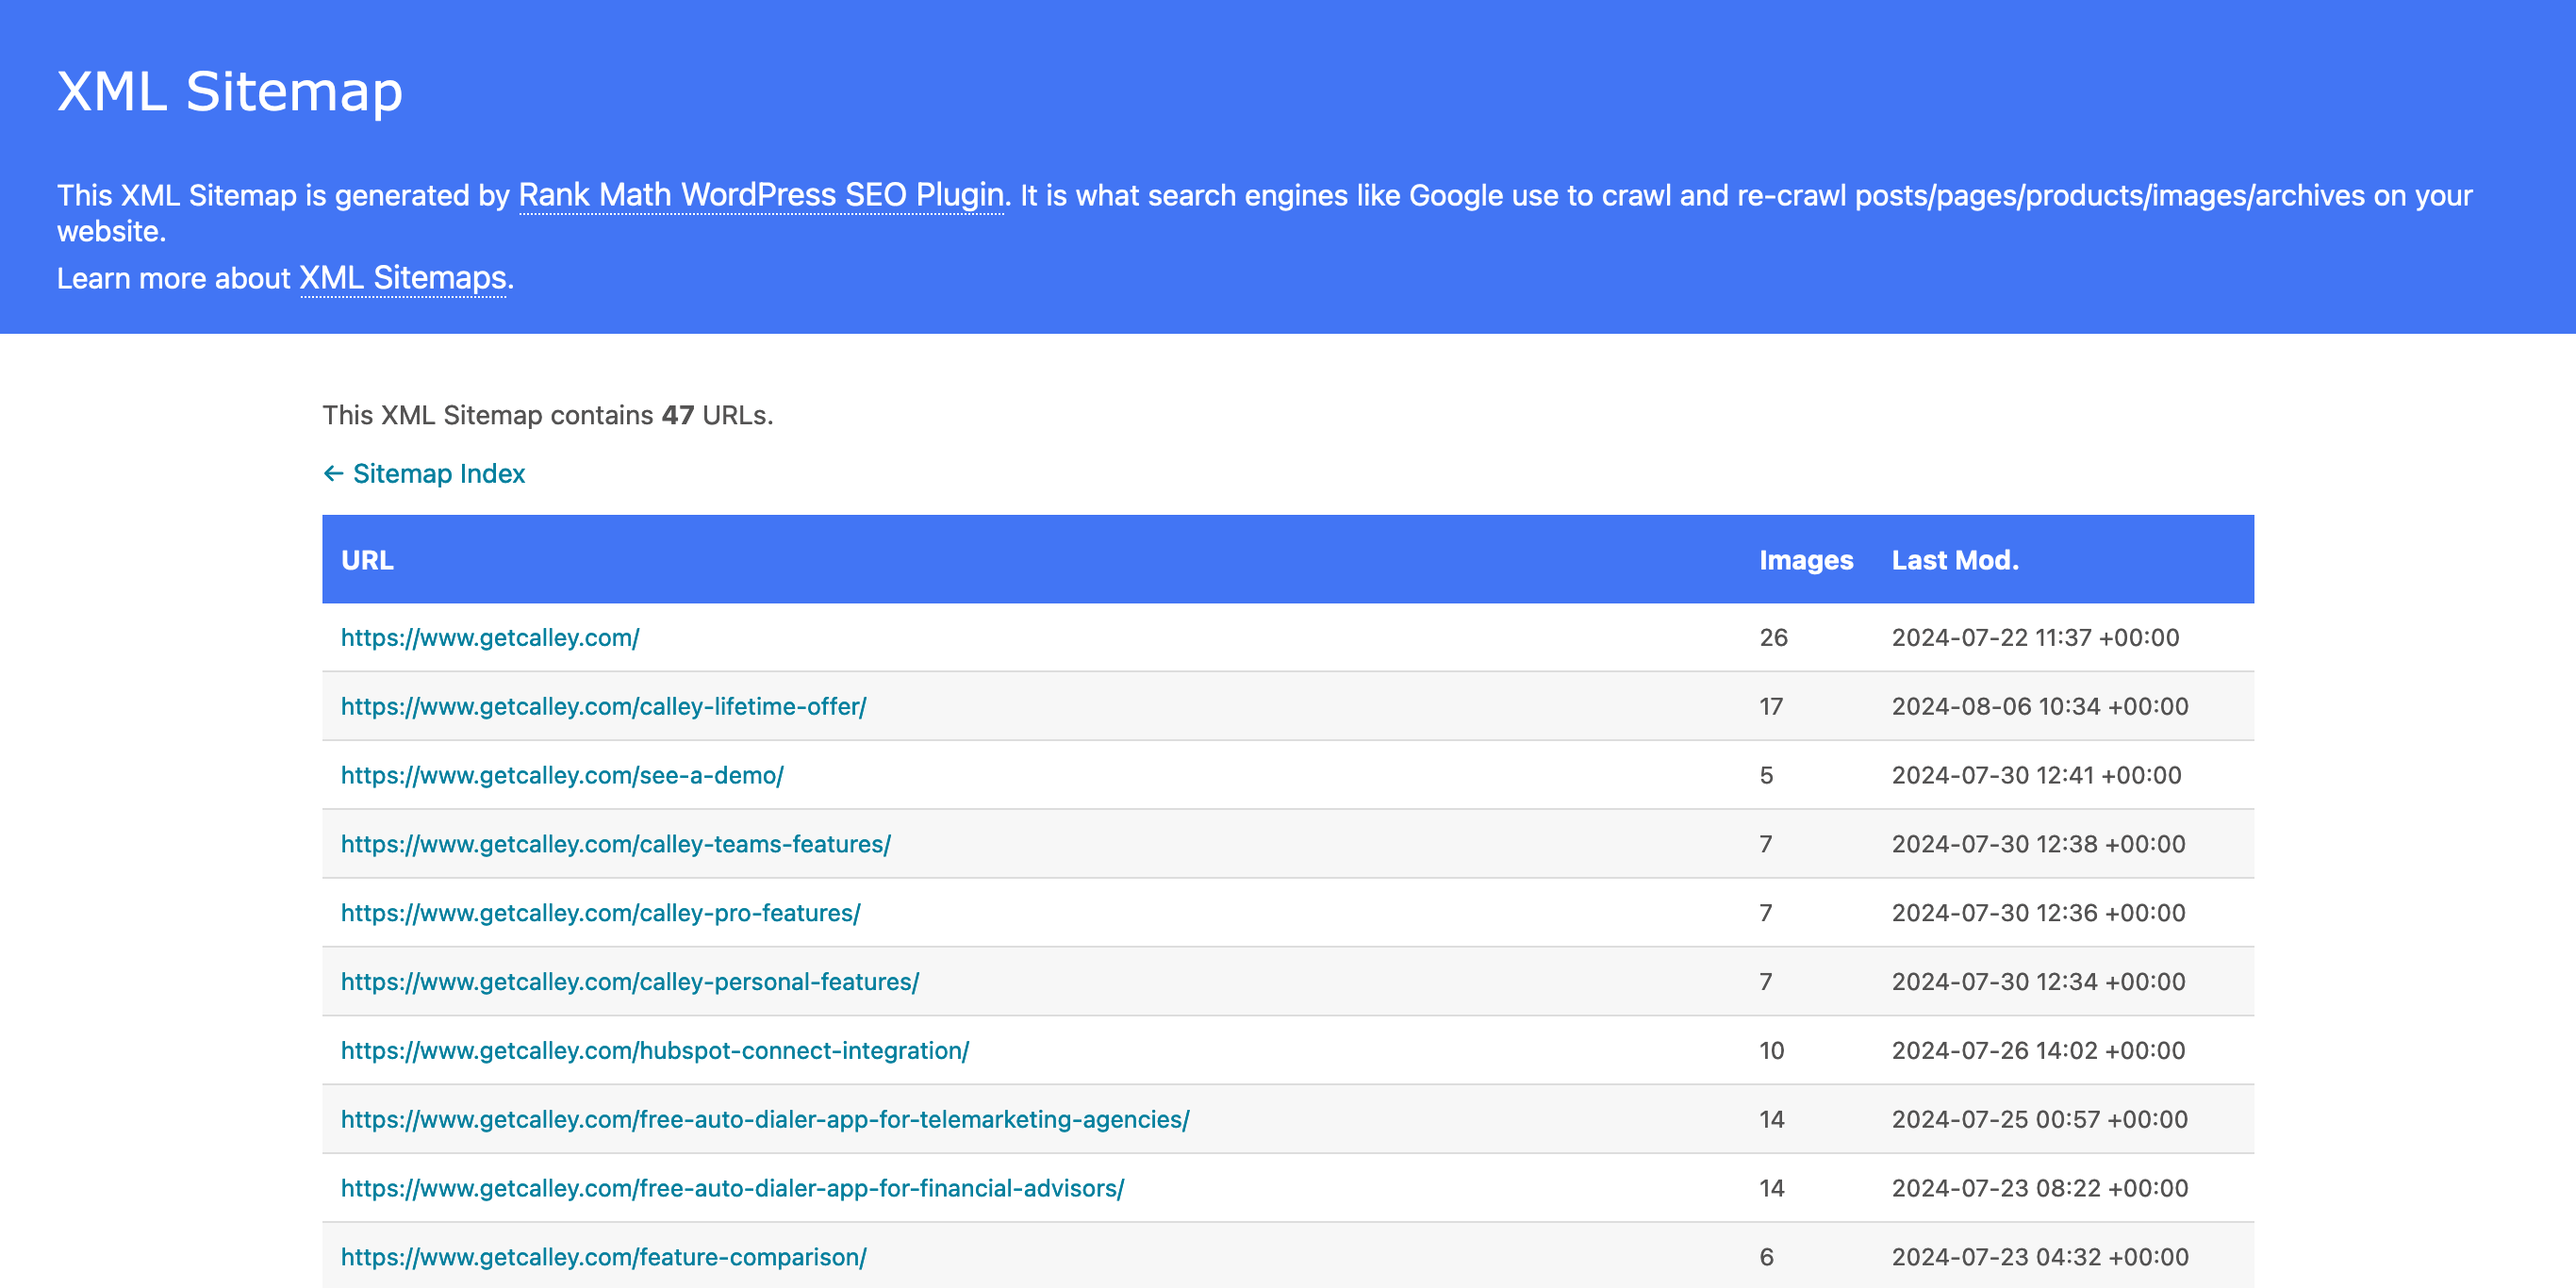 XML Sitemap
This XML Sitemap is generated by Rank Math WordPress SEO Plugin. It is what search engines like Google use to crawl and re-crawl posts/pages/products/images/archives on your
website.
Learn more about XML Sitemaps.
This XML Sitemap contains 47 URLs.
← Sitemap Index
URL Images Last Mod.
https://www.getcalley.com/ 26 2024-07-22 11:37 +00:00
https://www.getcalley.com/calley-lifetime-offer/ 17 2024-08-06 10:34 +00:00
https://www.getcalley.com/see-a-demo/ 5 2024-07-30 12:41 +00:00
https://www.getcalley.com/calley-teams-features/ 7 2024-07-30 12:38 +00:00
https://www.getcalley.com/calley-pro-features/ 7 2024-07-30 12:36 +00:00
https://www.getcalley.com/calley-personal-features/ 7 2024-07-30 12:34 +00:00
https://www.getcalley.com/hubspot-connect-integration/ 10 2024-07-26 14:02 +00:00
https://www.getcalley.com/free-auto-dialer-app-for-telemarketing-agencies/ 14 2024-07-25 00:57 +00:00
https://www.getcalley.com/free-auto-dialer-app-for-financial-advisors/ 14 2024-07-23 08:22 +00:00
https://www.getcalley.com/feature-comparison/ 6 2024-07-23 04:32 +00:00